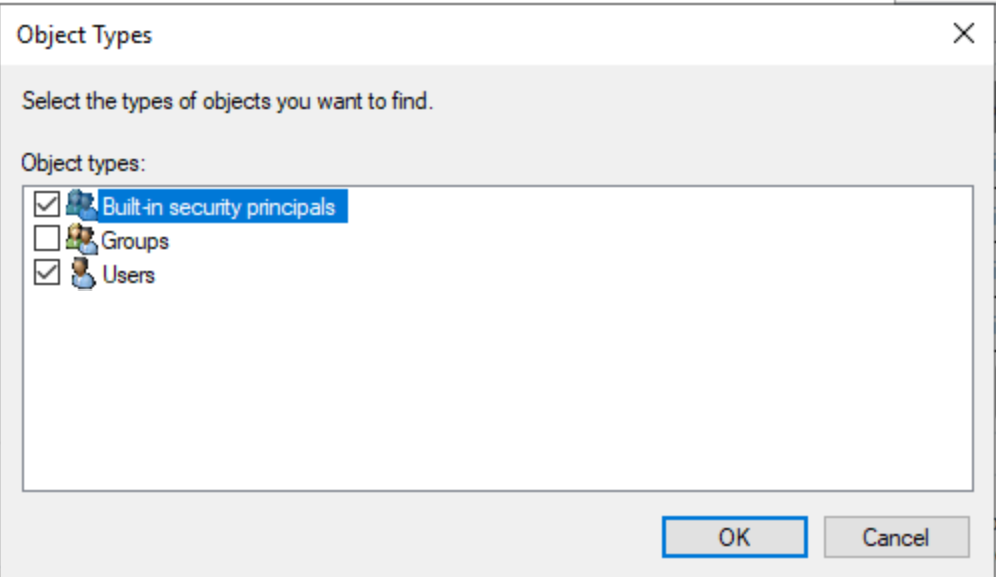 Object Types
Select the types of objects you want to find.
Object types:
Built-in security principals
Groups
Users
OK
Cancel